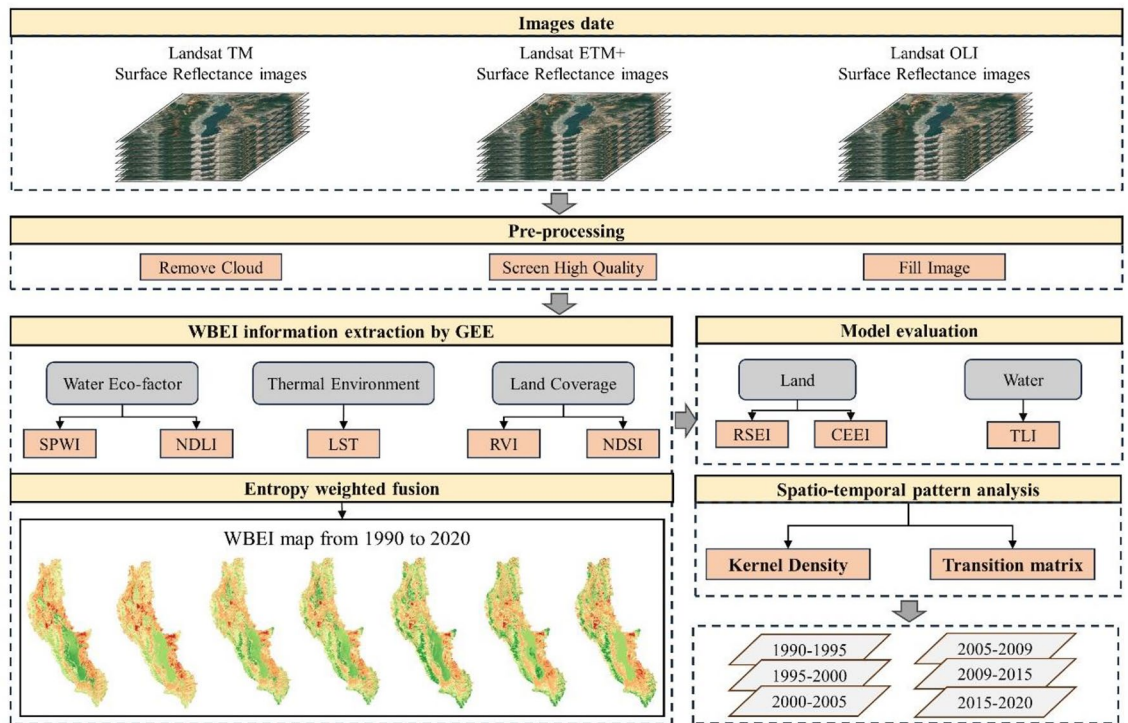 Images date
Landsat TM
Surface Reflectance images
Landsat ETM+
Surface Reflectance images
Landsat OLI
Surface Reflectance images
Pre-processing
Remove Cloud
Screen High Quality
Fill Image
WBEI information extraction by GEE
Water Eco-factor
Thermal Environment
Land Coverage
SPWI
NDLI
LST
RVI
NDSI
Model evaluation
Land
Water
RSEI
CEEI
TLI
Entropy weighted fusion
WBEI map from 1990 to 2020
Spatio-temporal pattern analysis
Kernel Density
Transition matrix
1990-1995
1995-2000
2000-2005
2005-2009
2009-2015
2015-2020